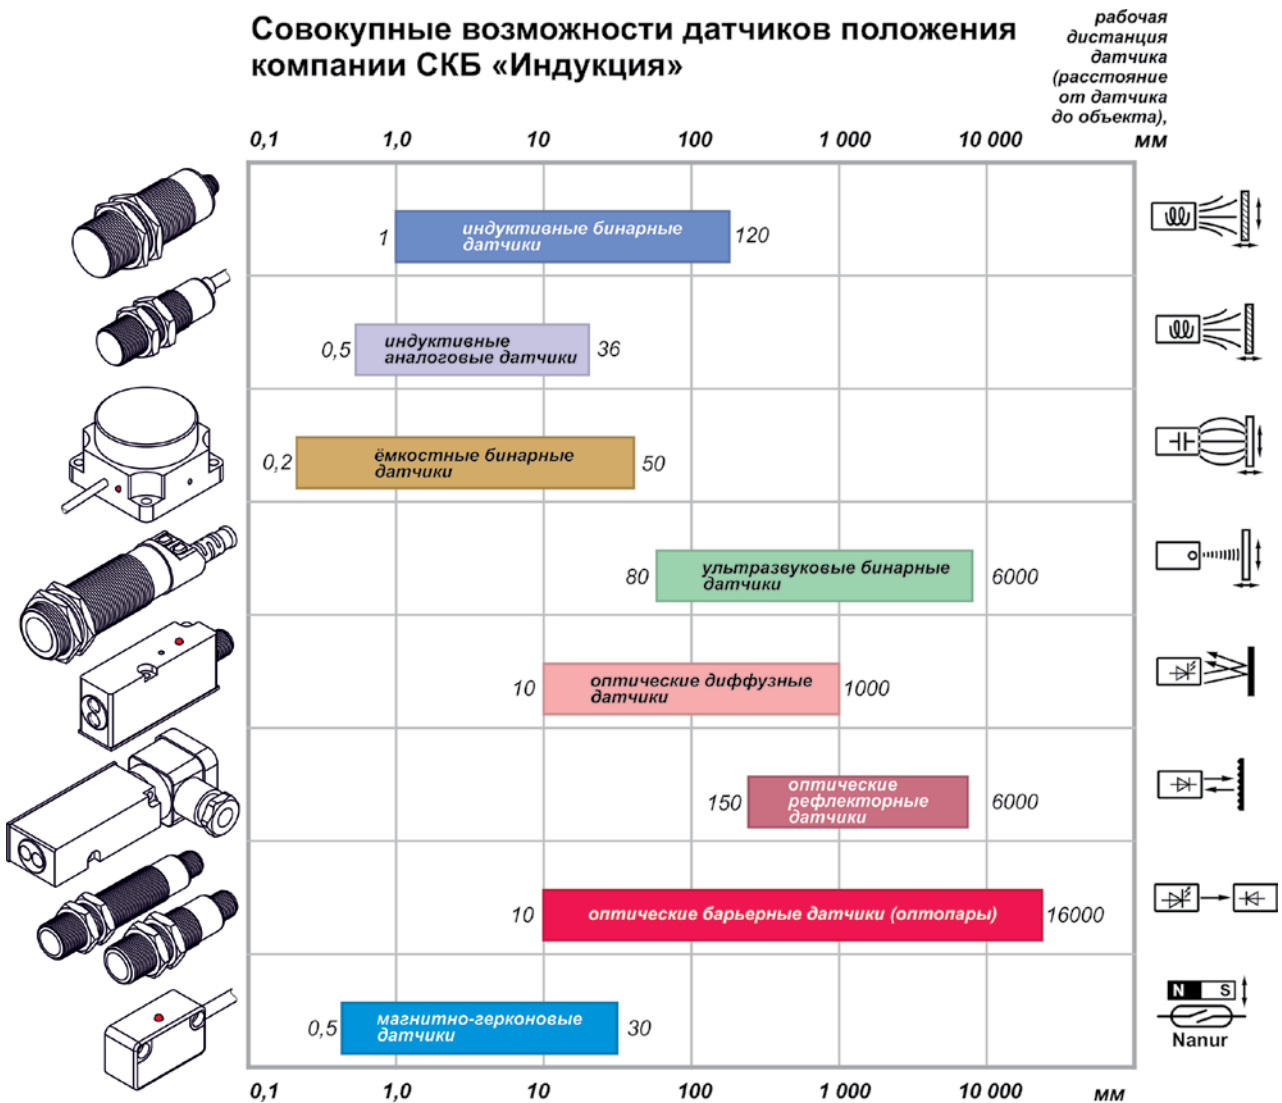 Совокупные возможности датчиков положения
компании СКБ «Индукция»
рабочая
дистанция
датчика
(расстояние
от датчика
до объекта),
мм
0,1 1,0 10 100 1 000 10 000
1 индуктивные бинарные 120
датчики
0,5 индуктивные 36
аналоговые датчики
0,2 ёмкостные бинарные 50
датчики
80 ультразвуковые бинарные 6000
датчики
10 оптические диффузные 1000
датчики
150 оптические 6000
рефлекторные
датчики
10 оптические барьерные датчики (оптопары) 16000
0,5 магнитно-герконовые 30
датчики
N S
Nanur
0,1 1,0 10 100 1 000 10 000 мм